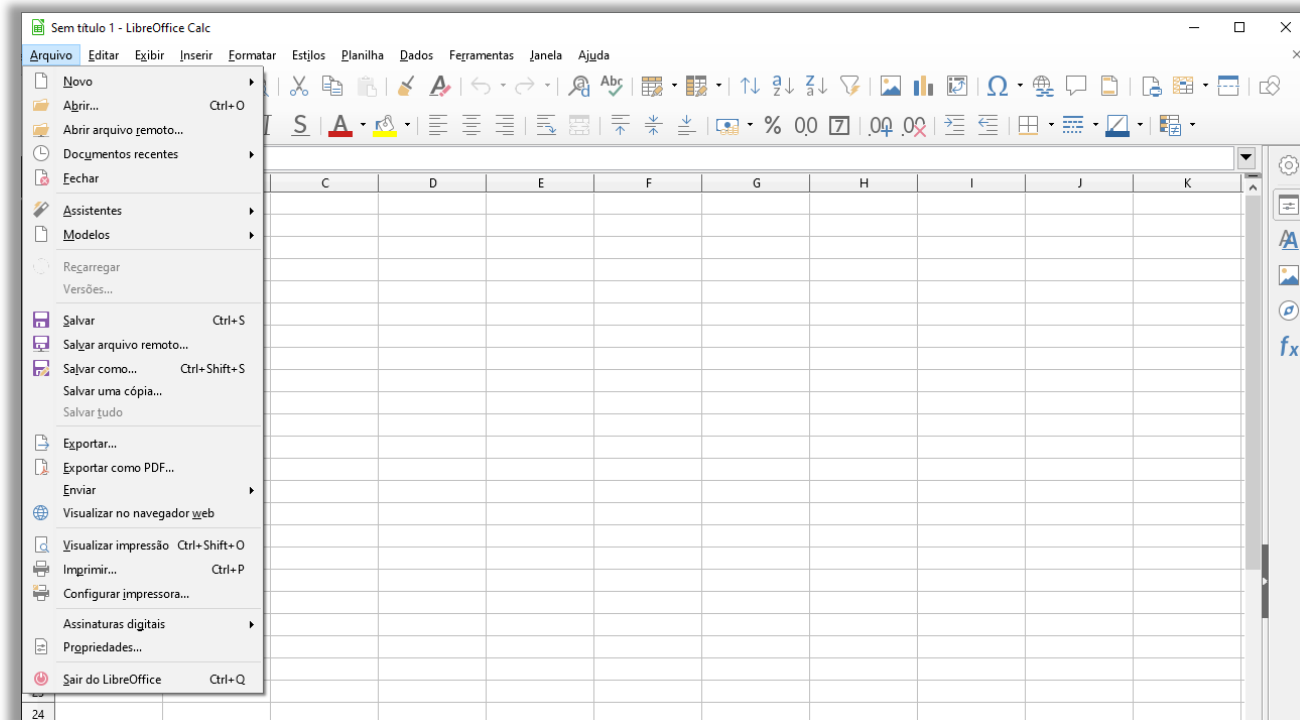 Sem título 1 - LibreOffice Calc
Arquivo Editar Exibir Inserir Formatar Estilos Planilha Dados Ferramentas Janela Ajuda
Novo
Abrir... Ctrl+O
Abrir arquivo remoto...
Documentos recentes
Fechar
Assistentes
Modelos
Recarregar
Versões...
Salvar Ctrl+S
Salvar arquivo remoto...
Salvar como... Ctrl+Shift+S
Salvar uma cópia...
Salvar tudo
Exportar...
Exportar como PDF...
Enviar
Visualizar no navegador web
Visualizar impressão Ctrl+Shift+O
Imprimir... Ctrl+P
Configurar impressora...
Assinaturas digitais
Propriedades...
Sair do LibreOffice Ctrl+Q
C D E F G H I J K
24